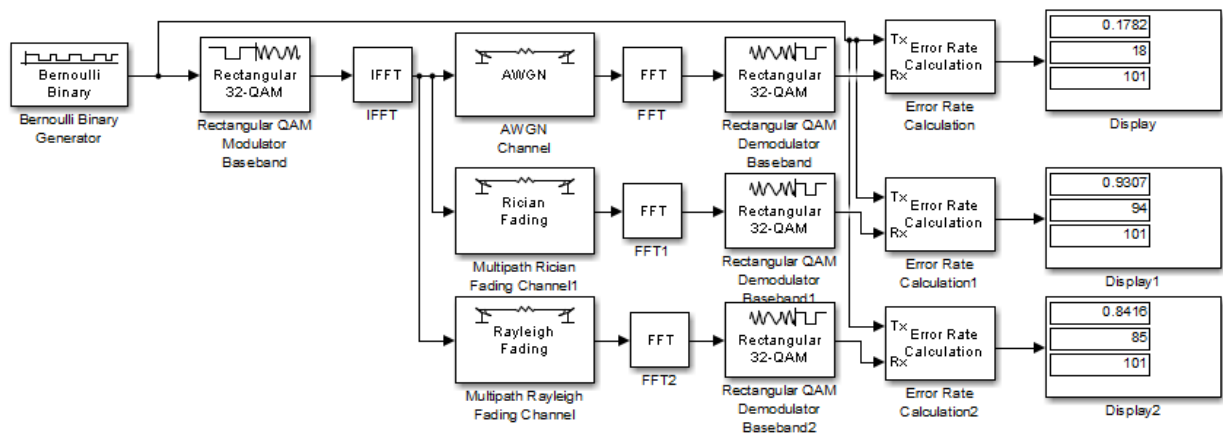 Bernoulli
Binary
Bernoulli Binary
Generator
Rectangular
32-QAM
Rectangular QAM
Modulator
Baseband
IFFT
IFFT
AWGN
AWGN
Channel
FFT
FFT
Rectangular
32-QAM
Rectangular QAM
Demodulator
Baseband
Tx
Rx
Error Rate
Calculation
Error Rate
Calculation
0.1782
18
101
Display
Rician
Fading
Multipath Rician
Fading Channel1
FFT
FFT1
Rectangular
32-QAM
Rectangular QAM
Demodulator
Baseband1
Tx
Rx
Error Rate
Calculation
Error Rate
Calculation1
0.9307
94
101
Display1
Rayleigh
Fading
Multipath Rayleigh
Fading Channel
FFT
FFT2
Rectangular
32-QAM
Rectangular QAM
Demodulator
Baseband2
Tx
Rx
Error Rate
Calculation
Error Rate
Calculation2
0.8416
85
101
Display2